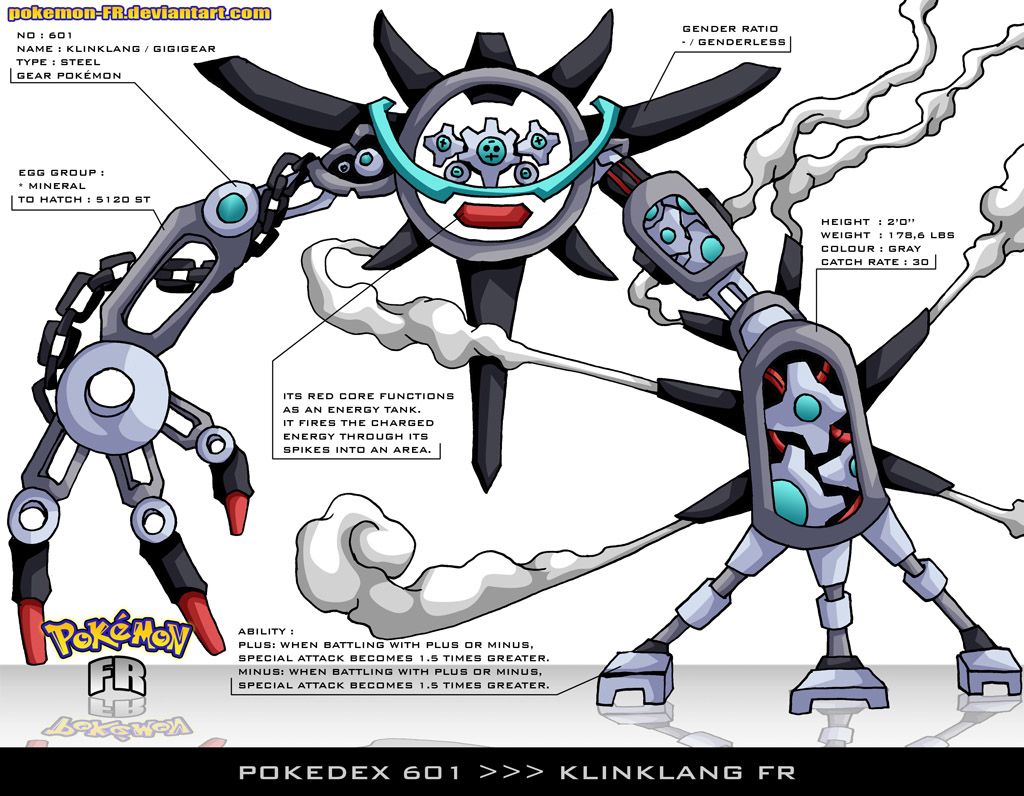 pokemon-FR.deviantart.com
NO : 601
NAME : KLINKLANG / GIGIGEAR
TYPE : STEEL
GEAR POKÉMON
GENDER RATIO
- / GENDERLESS
EGG GROUP :
* MINERAL
TO HATCH : 5120 ST
HEIGHT : 2'0''
WEIGHT : 178,6 LBS
COLOUR : GRAY
CATCH RATE : 30
ITS RED CORE FUNCTIONS
AS AN ENERGY TANK.
IT FIRES THE CHARGED
ENERGY THROUGH ITS
SPIKES INTO AN AREA.
POKéMON
FR
ABILITY :
PLUS: WHEN BATTLING WITH PLUS OR MINUS,
SPECIAL ATTACK BECOMES 1.5 TIMES GREATER.
MINUS: WHEN BATTLING WITH PLUS OR MINUS,
SPECIAL ATTACK BECOMES 1.5 TIMES GREATER.
POKEDEX 601 >>> KLINKLANG FR